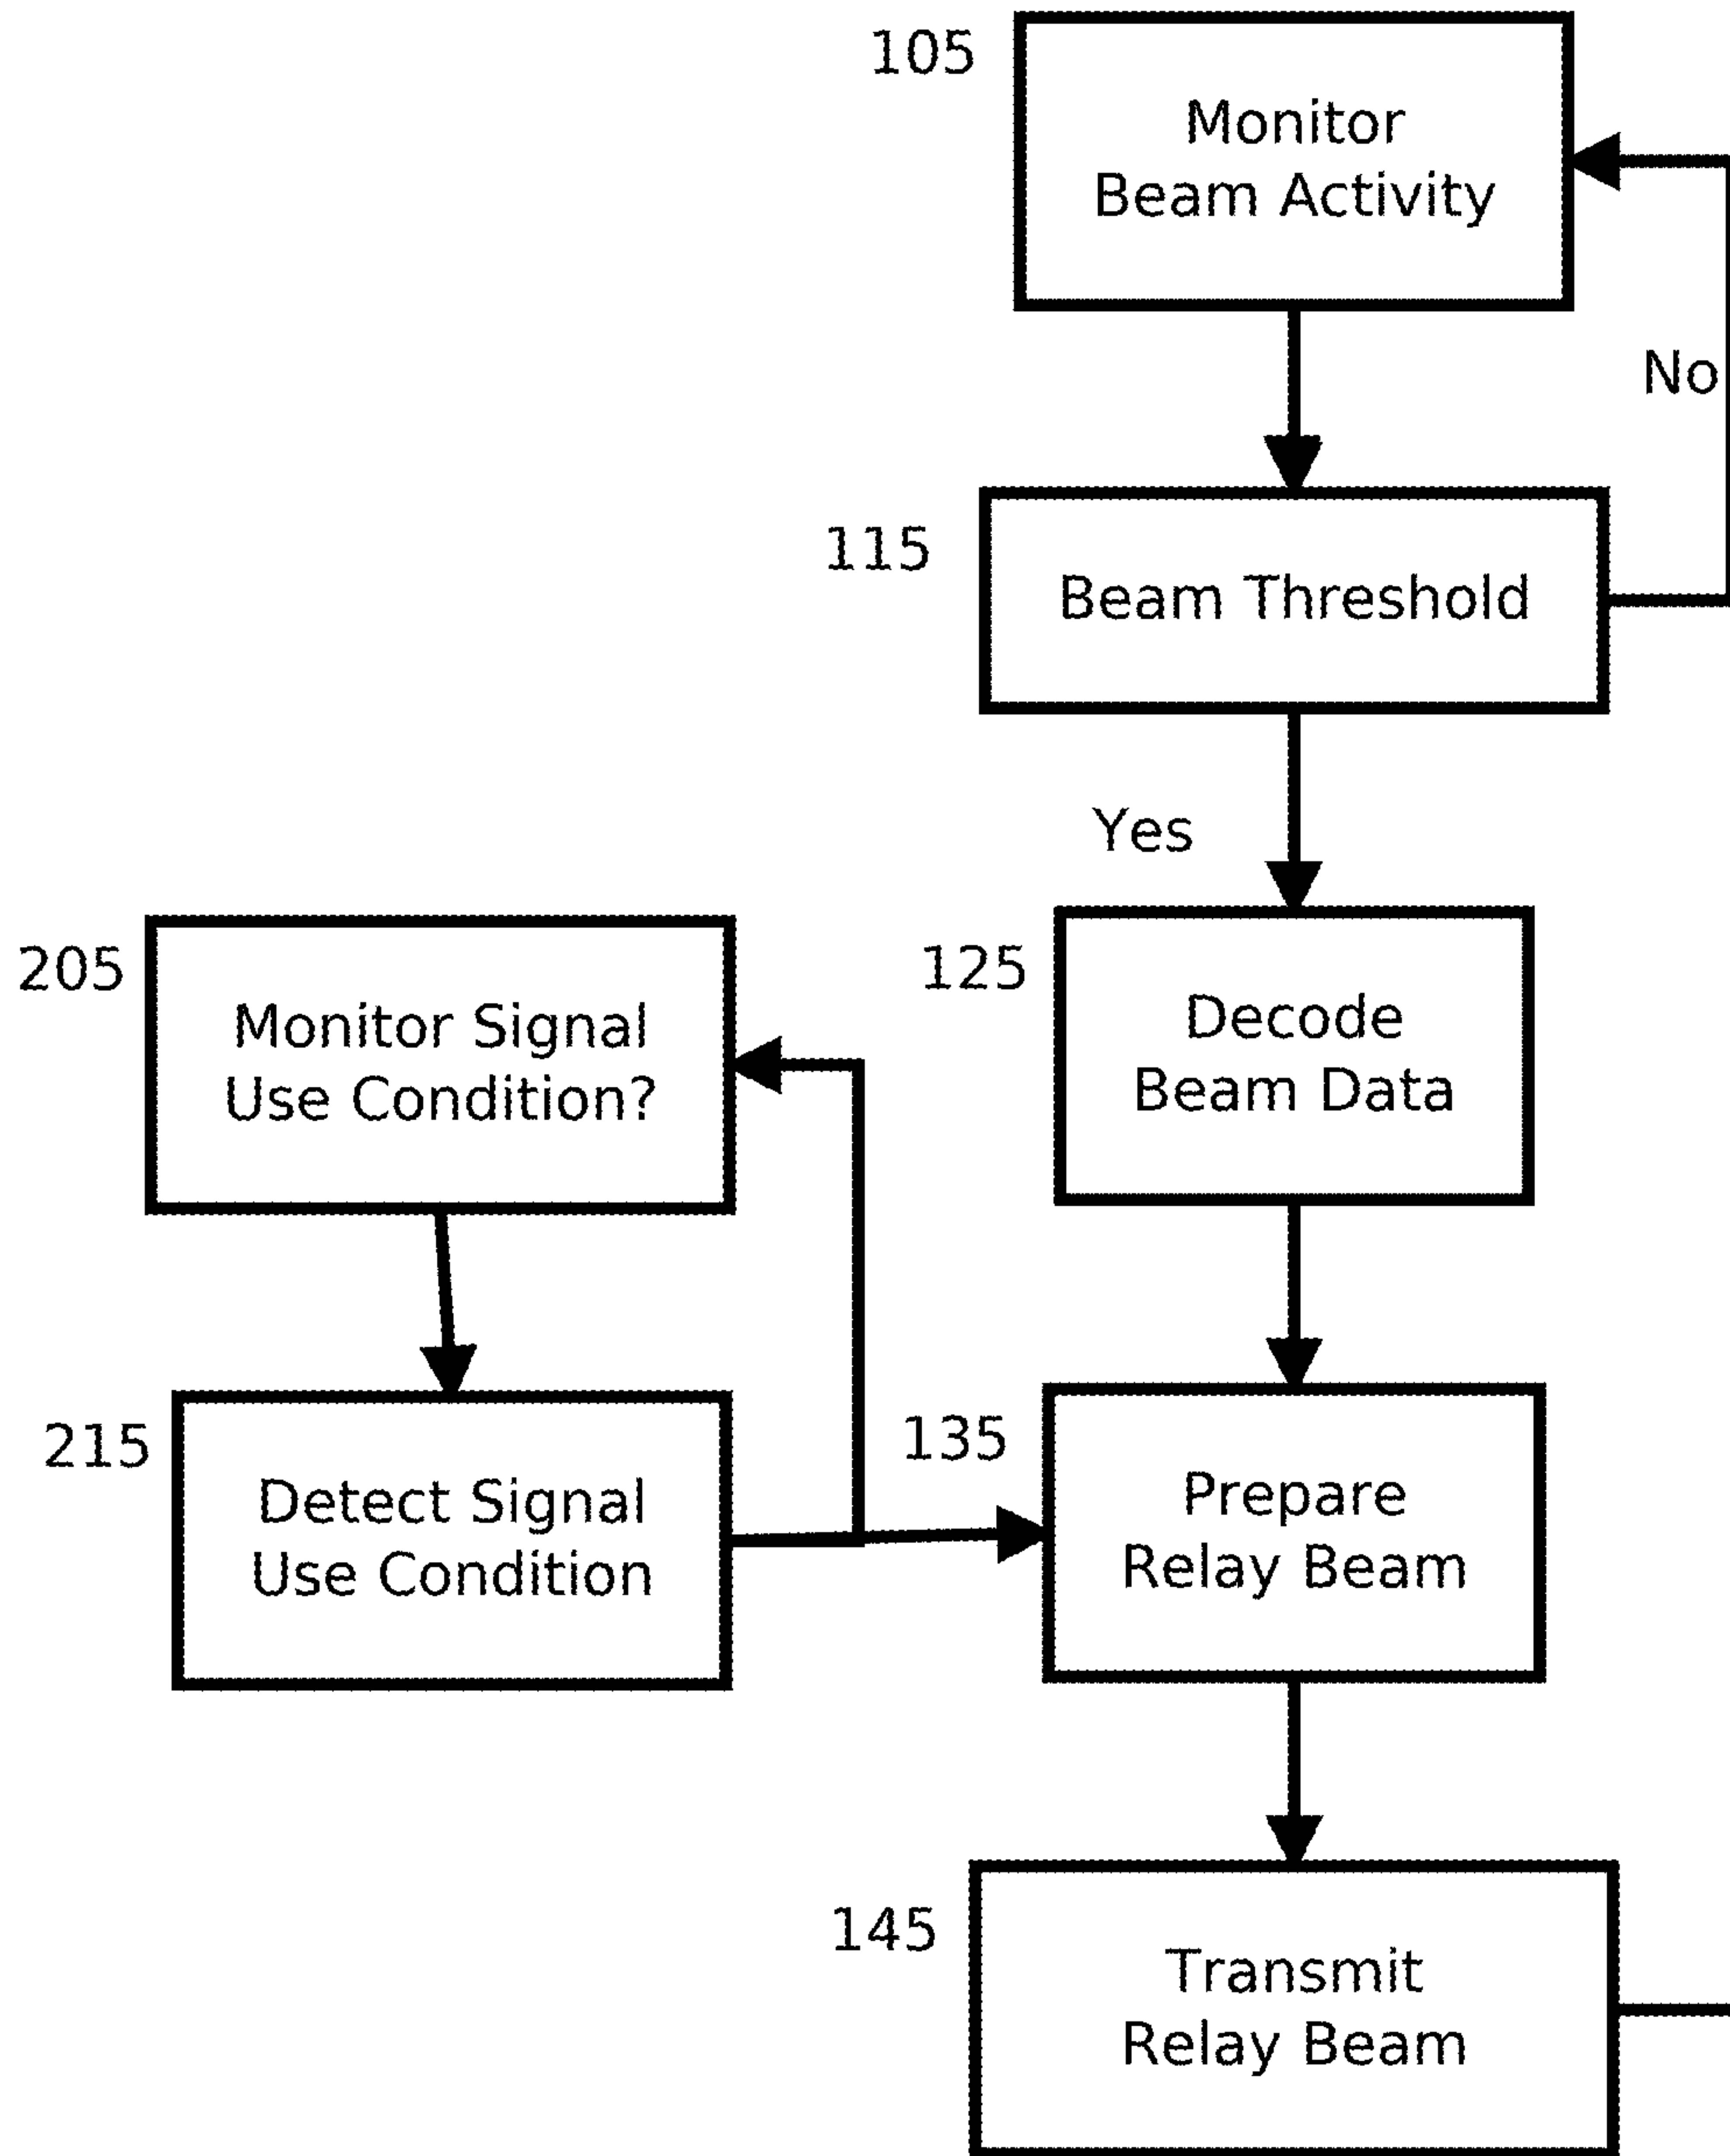 105
Monitor
Beam Activity
No
115
Beam Threshold
Yes
205
Monitor Signal
Use Condition?
125
Decode
Beam Data
215
Detect Signal
Use Condition
135
Prepare
Relay Beam
145
Transmit
Relay Beam